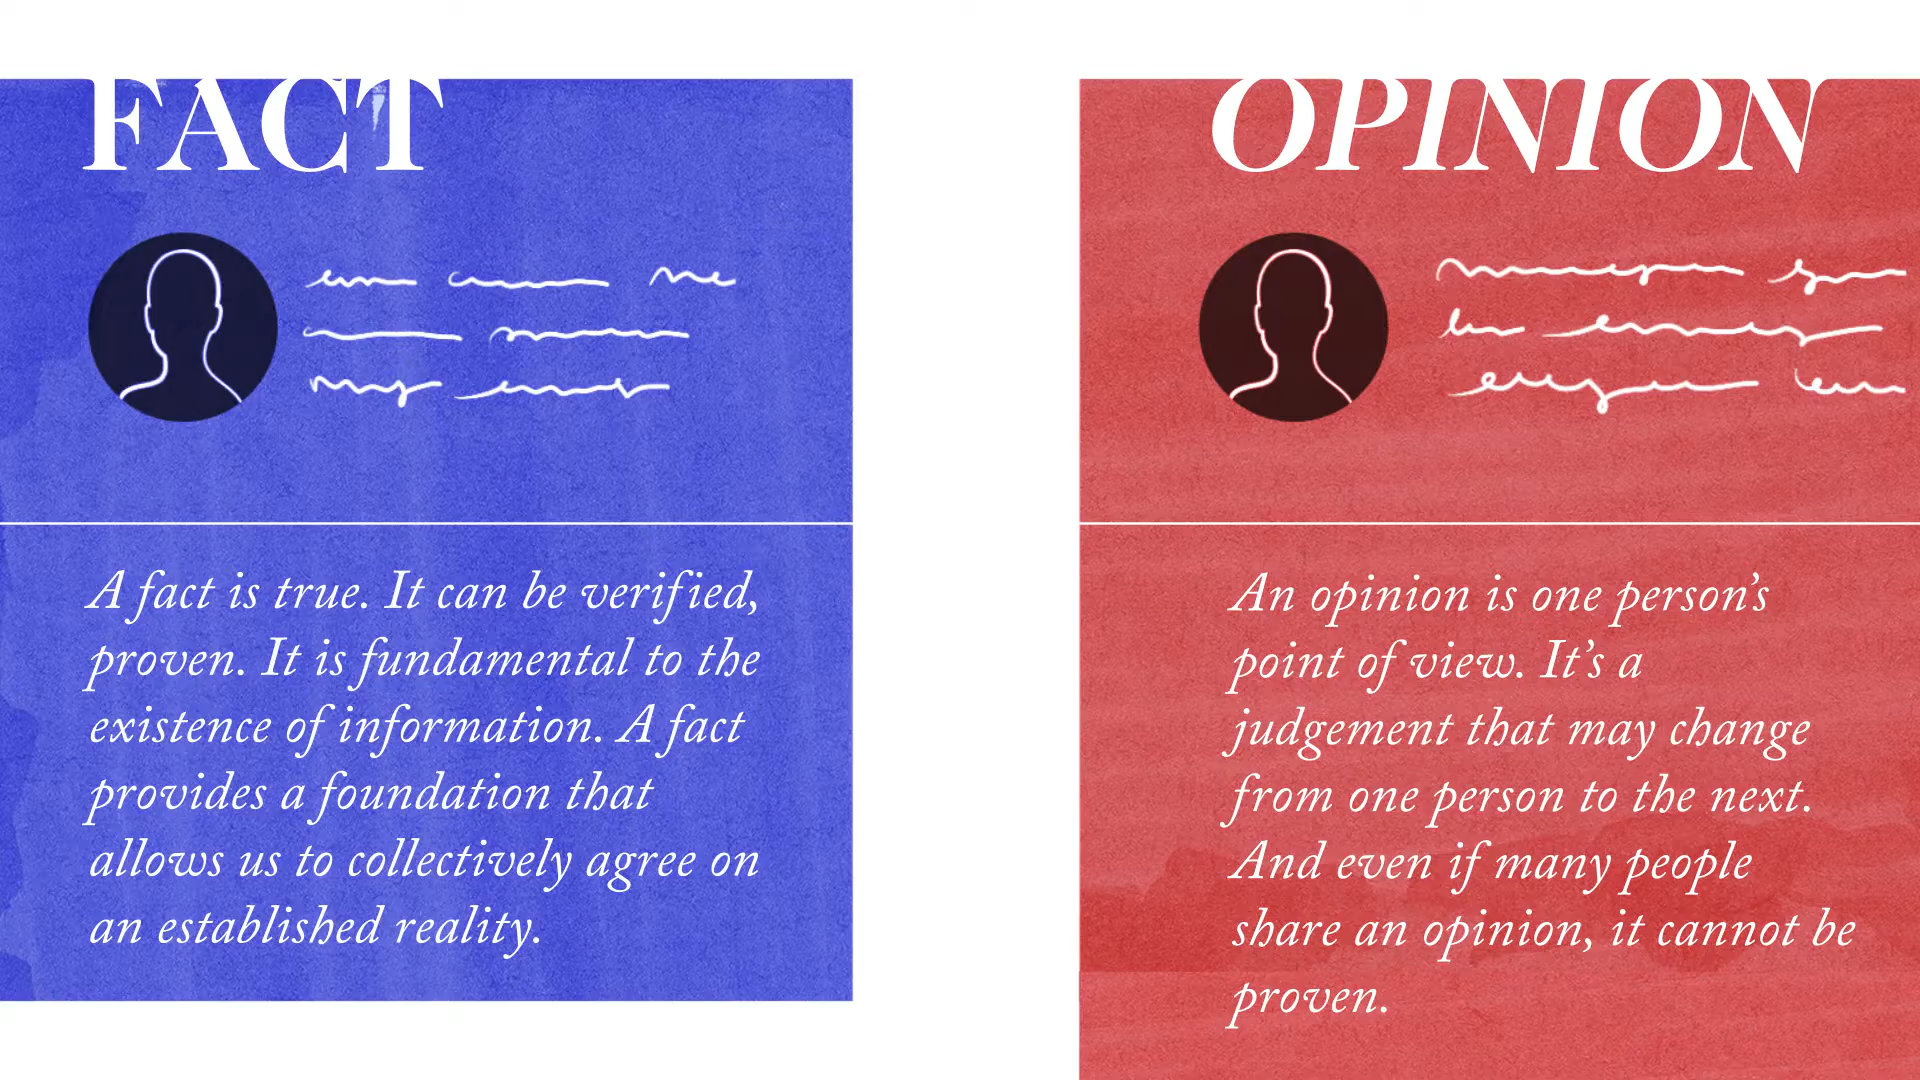 FACT
A fact is true. It can be verified,
proven. It is fundamental to the
existence of information. A fact
provides a foundation that
allows us to collectively agree on
an established reality.
OPINION
An opinion is one person's
point of view. It's a
judgement that may change
from one person to the next.
And even if many people
share an opinion, it cannot be
proven.